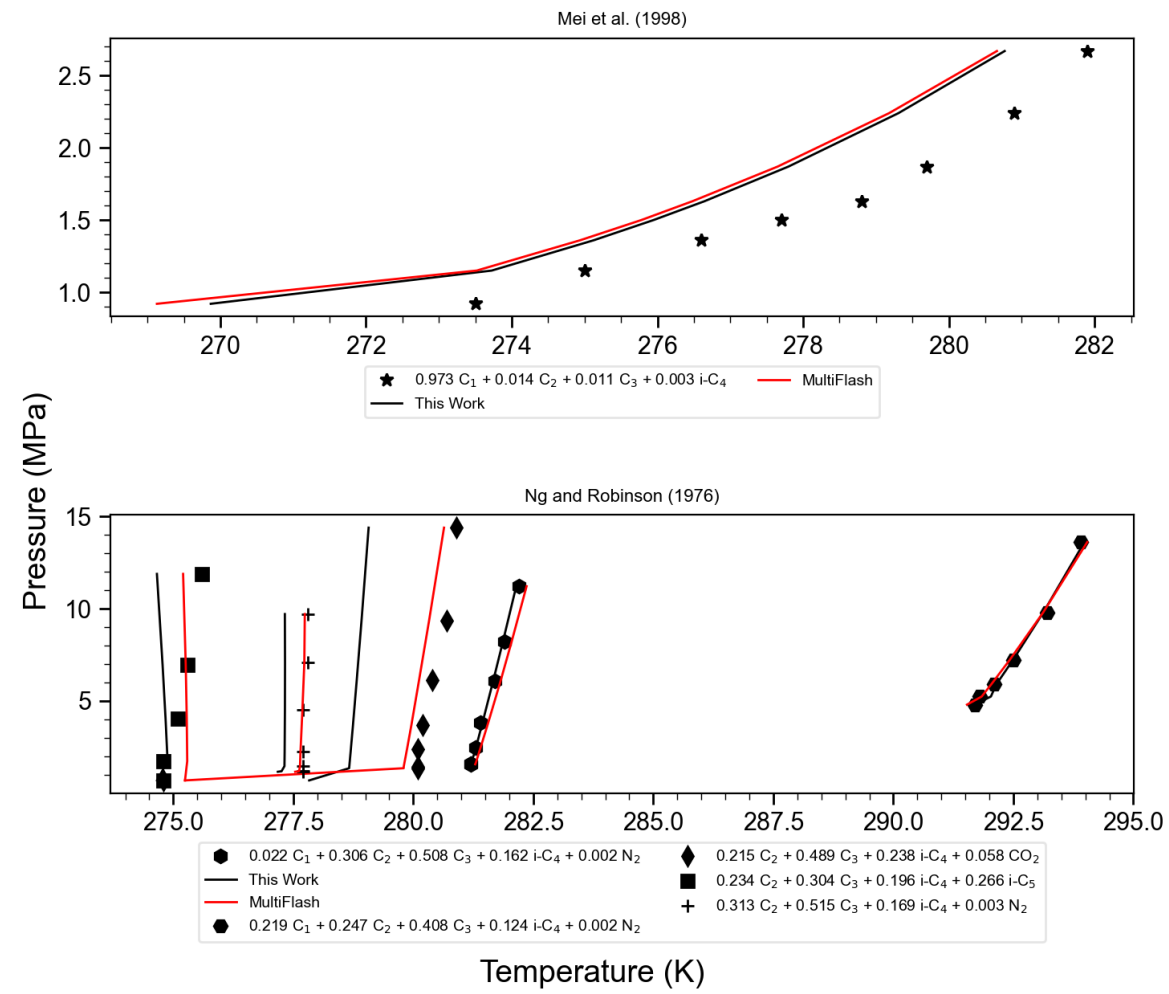 Mei et al. (1998)
2.5
2.0
1.5
1.0
270 272 274 276 278 280 282
0.973 C₁ + 0.014 C₂ + 0.011 C₃ + 0.003 i-C₄
This Work
MultiFlash
Pressure (MPa)
Ng and Robinson (1976)
15
10
5
275.0 277.5 280.0 282.5 285.0 287.5 290.0 292.5 295.0
0.022 C₁ + 0.306 C₂ + 0.508 C₃ + 0.162 i-C₄ + 0.002 N₂
This Work
MultiFlash
0.219 C₁ + 0.247 C₂ + 0.408 C₃ + 0.124 i-C₄ + 0.002 N₂
0.215 C₂ + 0.489 C₃ + 0.238 i-C₄ + 0.058 CO₂
0.234 C₂ + 0.304 C₃ + 0.196 i-C₄ + 0.266 i-C₅
0.313 C₂ + 0.515 C₃ + 0.169 i-C₄ + 0.003 N₂
Temperature (K)